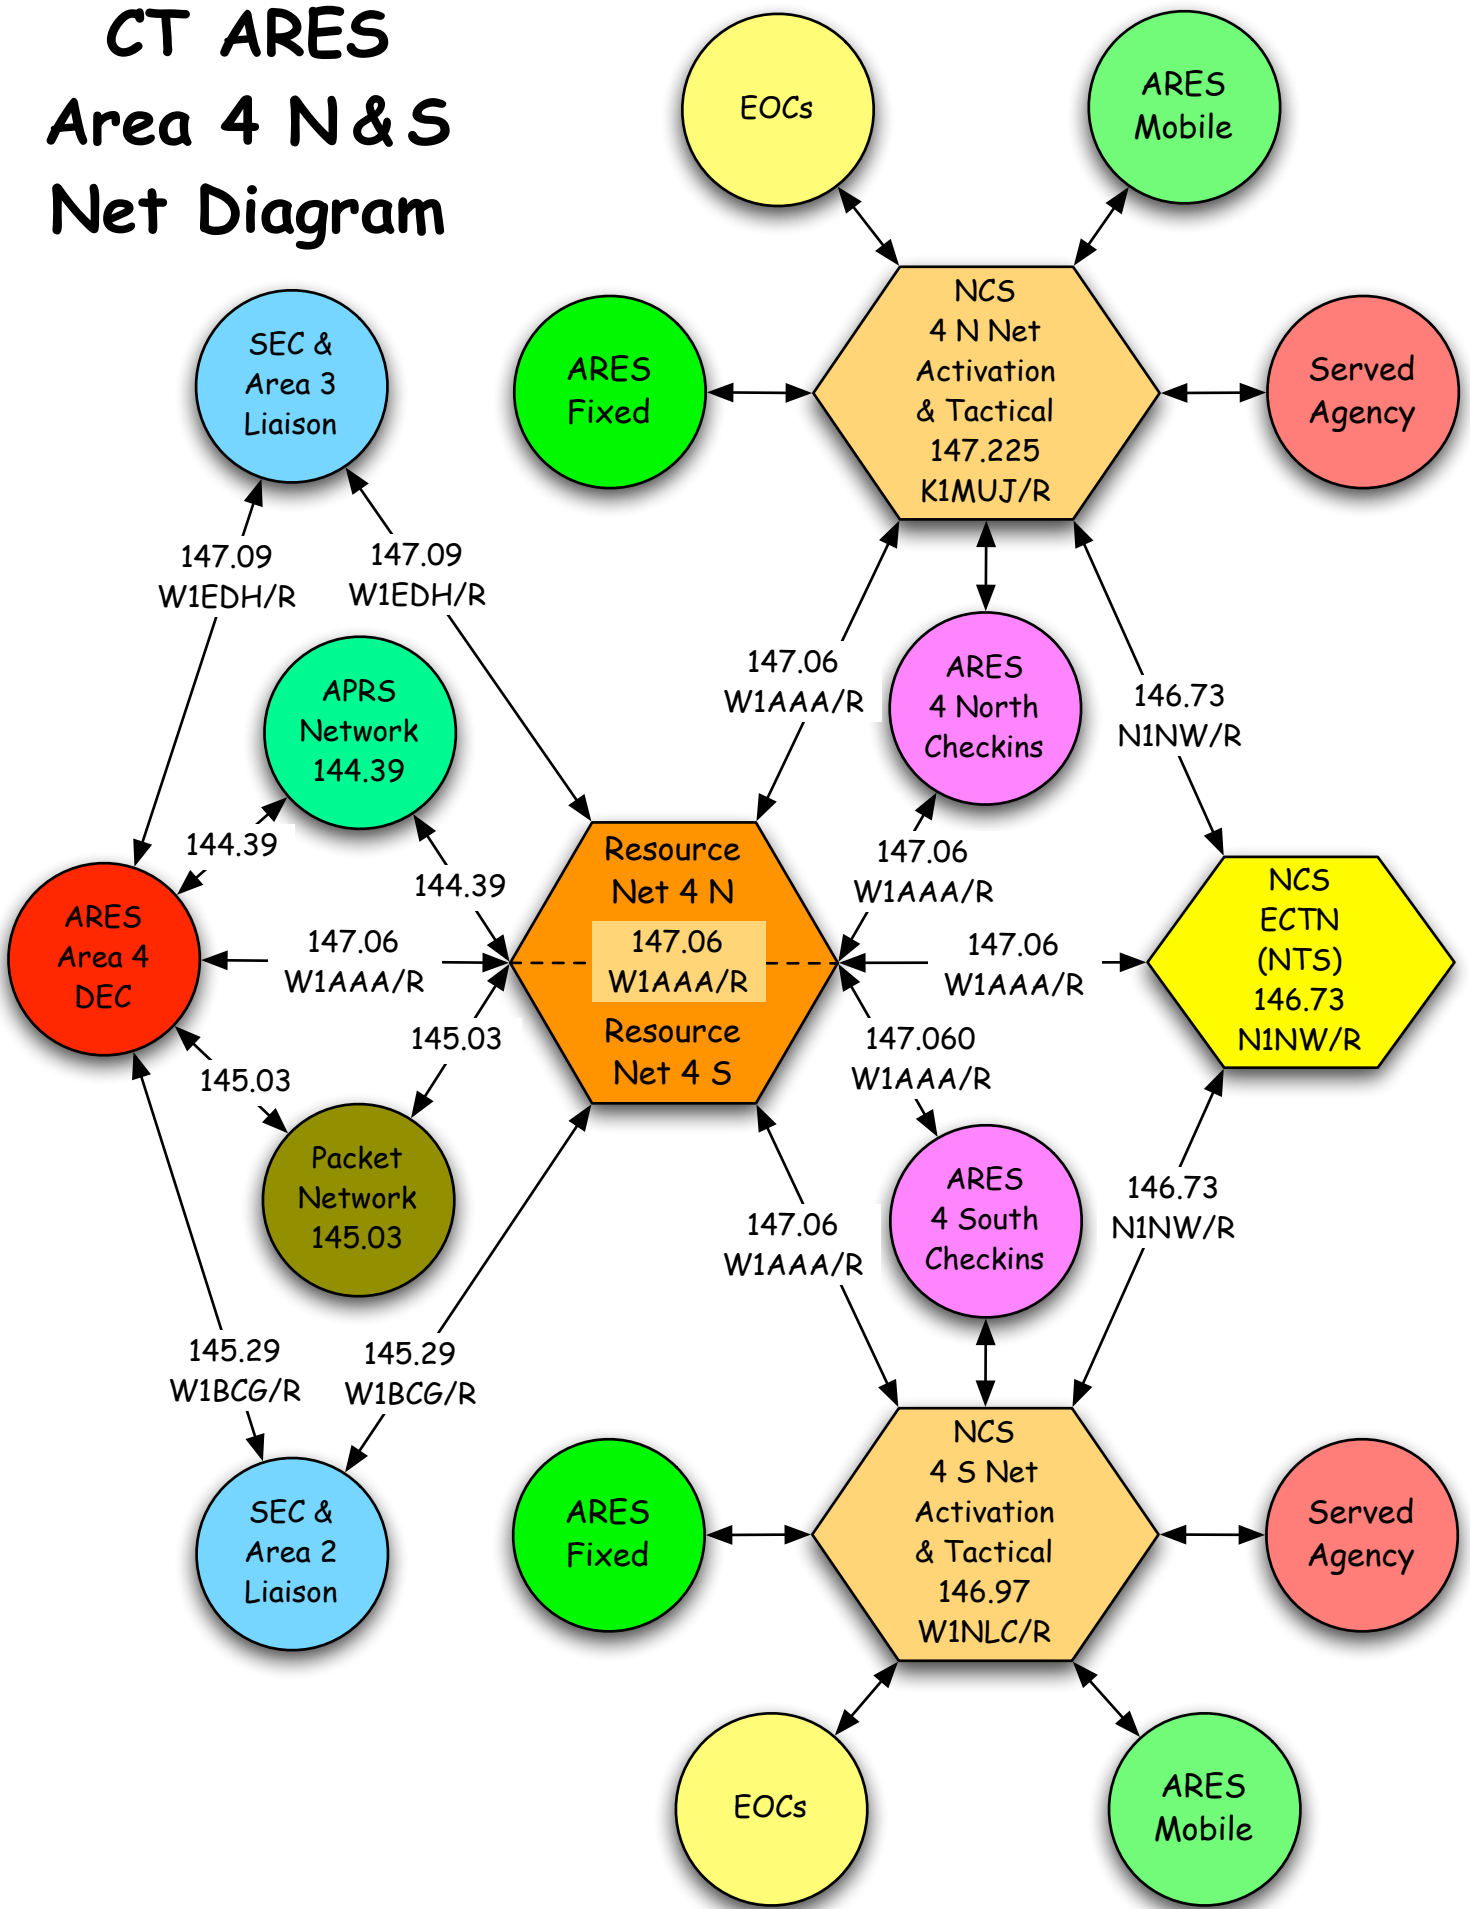 CT ARES
Area 4 N & S
Net Diagram
EOCs
ARES
Mobile
NCS
4 N Net
Activation
& Tactical
147.225
K1MUJ/R
SEC &
Area 3
Liaison
ARES
Fixed
Served
Agency
147.09
W1EDH/R
147.09
W1EDH/R
147.06
W1AAA/R
ARES
4 North
Checkins
146.73
N1NW/R
APRS
Network
144.39
144.39
144.39
Resource
Net 4 N
147.06
W1AAA/R
Resource
Net 4 S
147.06
W1AAA/R
NCS
ECTN
(NTS)
146.73
N1NW/R
ARES
Area 4
DEC
147.06
W1AAA/R
147.06
W1AAA/R
145.03
145.03
147.060
W1AAA/R
Packet
Network
145.03
147.06
W1AAA/R
ARES
4 South
Checkins
146.73
N1NW/R
145.29
W1BCG/R
145.29
W1BCG/R
SEC &
Area 2
Liaison
ARES
Fixed
NCS
4 S Net
Activation
& Tactical
146.97
W1NLC/R
Served
Agency
EOCs
ARES
Mobile